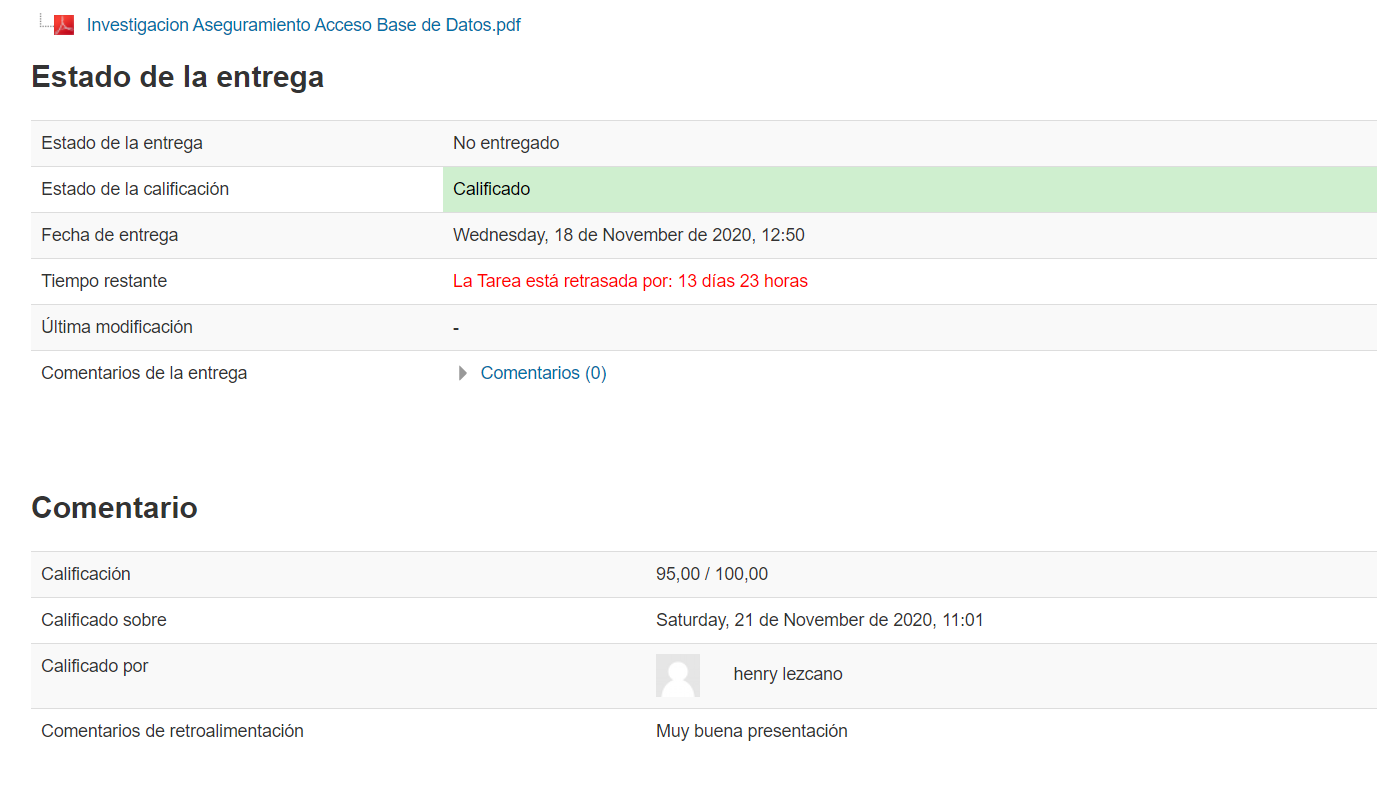 Investigacion Aseguramiento Acceso Base de Datos.pdf
Estado de la entrega
Estado de la entrega No entregado
Estado de la calificación Calificado
Fecha de entrega Wednesday, 18 de November de 2020, 12:50
Tiempo restante La Tarea está retrasada por: 13 días 23 horas
Última modificación -
Comentarios de la entrega Comentarios (0)
Comentario
Calificación 95,00 / 100,00
Calificado sobre Saturday, 21 de November de 2020, 11:01
Calificado por henry lezcano
Comentarios de retroalimentación Muy buena presentación